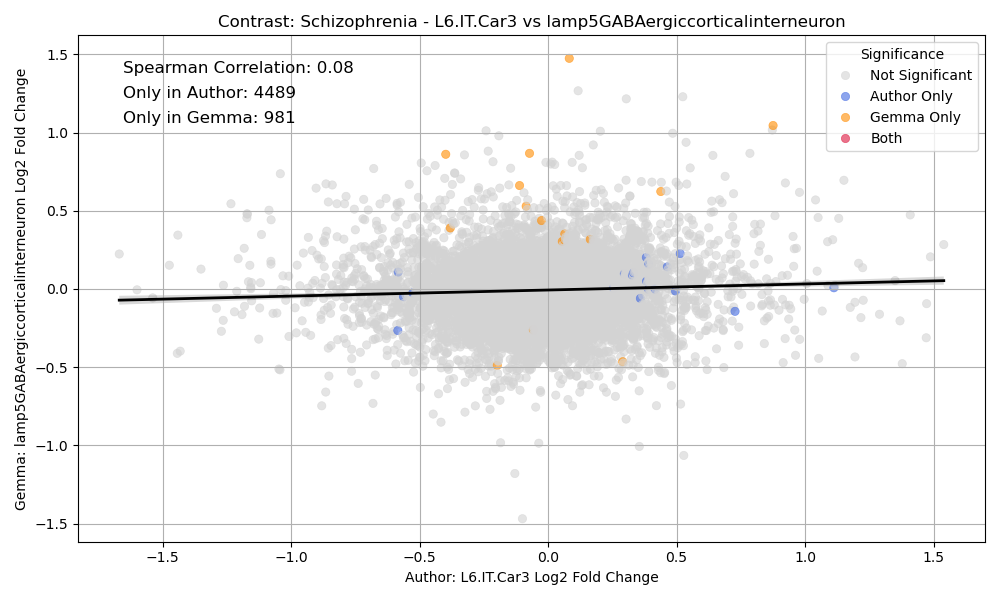 Contrast: Schizophrenia - L6.IT.Car3 vs lamp5GABAergiccorticalinterneuron
Spearman Correlation: 0.08
Only in Author: 4489
Only in Gemma: 981
Significance
Not Significant
Author Only
Gemma Only
Both
Gemma: lamp5GABAergiccorticalinterneuron Log2 Fold Change
1.5
1.0
0.5
0.0
−0.5
−1.0
−1.5
−1.5 −1.0 −0.5 0.0 0.5 1.0 1.5
Author: L6.IT.Car3 Log2 Fold Change